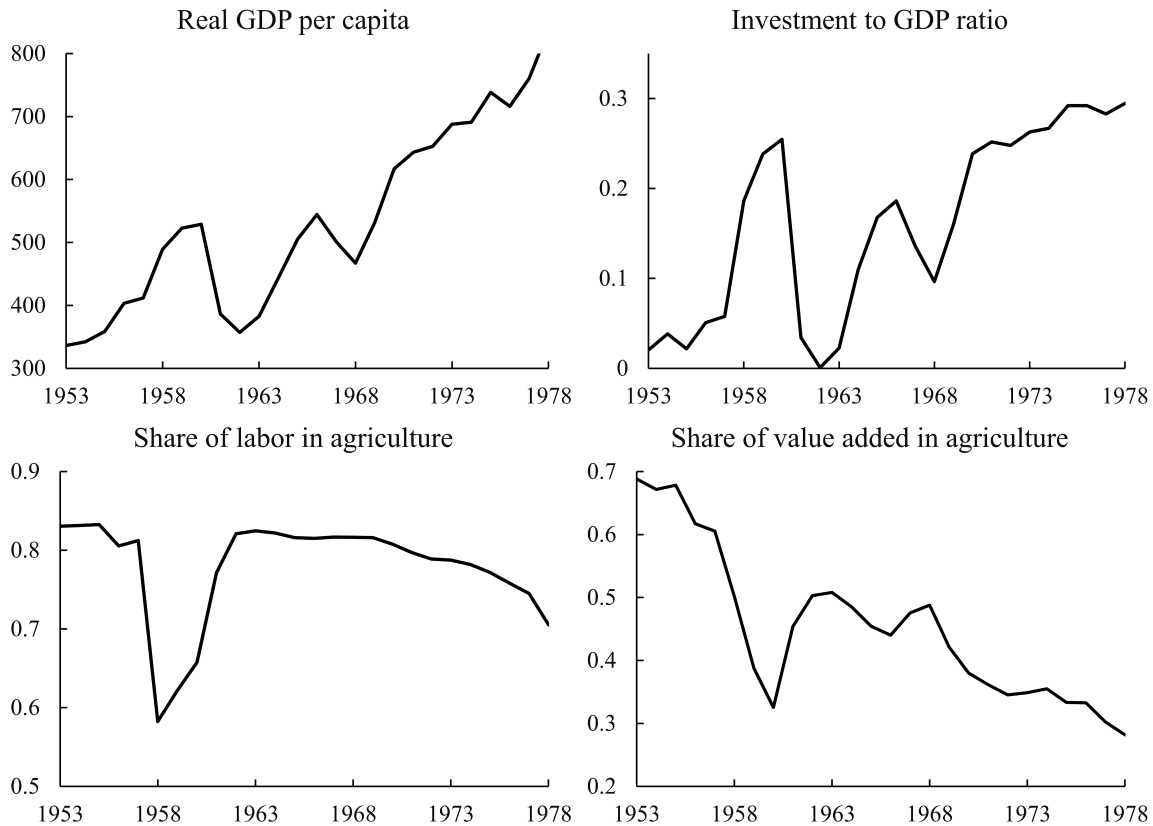 Real GDP per capita
800
700
600
500
400
300
1953 1958 1963 1968 1973 1978
Investment to GDP ratio
0.3
0.2
0.1
0
1953 1958 1963 1968 1973 1978
Share of labor in agriculture
0.9
0.8
0.7
0.6
0.5
1953 1958 1963 1968 1973 1978
Share of value added in agriculture
0.7
0.6
0.5
0.4
0.3
0.2
1953 1958 1963 1968 1973 1978